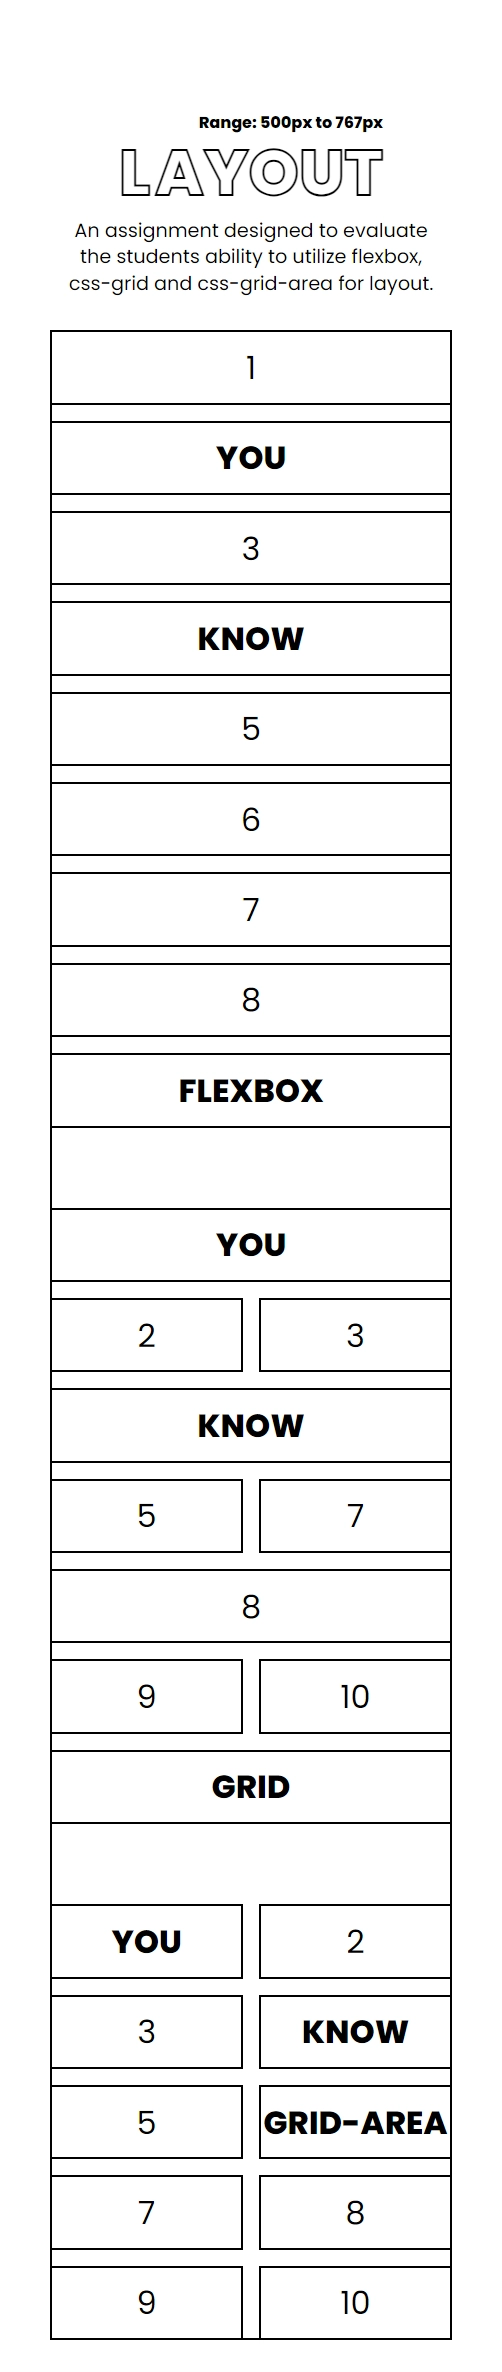 Range: 500px to 767px
LAYOUT
An assignment designed to evaluate
the students ability to utilize flexbox,
css-grid and css-grid-area for layout.
1
YOU
3
KNOW
5
6
7
8
FLEXBOX
YOU
2 3
KNOW
5 7
8
9 10
GRID
YOU 2
3 KNOW
5 GRID-AREA
7 8
9 10